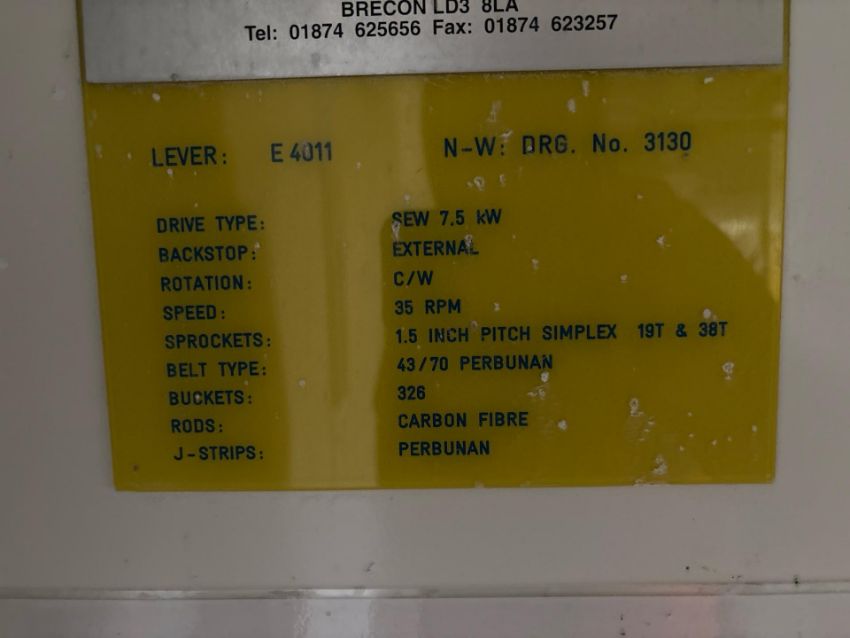 BRECON LD3 8LA
Tel: 01874 625656 Fax: 01874 623257
LEVER: E 4011 N-W: DRG. No. 3130
DRIVE TYPE: SEW 7.5 kW
BACKSTOP: EXTERNAL
ROTATION: C/W
SPEED: 35 RPM
SPROCKETS: 1.5 INCH PITCH SIMPLEX 19T & 38T
BELT TYPE: 43/70 PERBUNAN
BUCKETS: 326
RODS: CARBON FIBRE
J-STRIPS: PERBUNAN